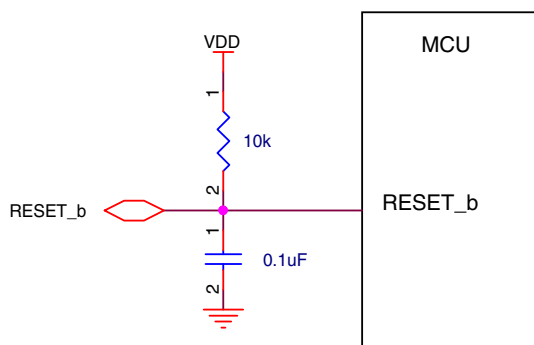 MCU
VDD
1
10k
2
RESET_b
RESET_b
1
0.1uF
2